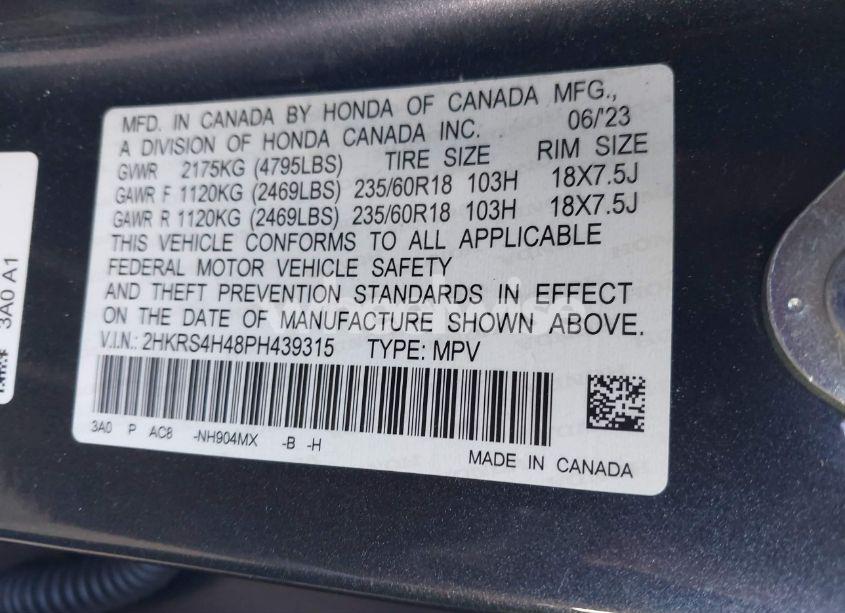 MFD. IN CANADA BY HONDA OF CANADA MFG.,
A DIVISION OF HONDA CANADA INC. 06/'23
GVWR 2175KG (4795LBS) TIRE SIZE RIM SIZE
GAWR F 1120KG (2469LBS) 235/60R18 103H 18X7.5J
GAWR R 1120KG (2469LBS) 235/60R18 103H 18X7.5J
THIS VEHICLE CONFORMS TO ALL APPLICABLE
FEDERAL MOTOR VEHICLE SAFETY
AND THEFT PREVENTION STANDARDS IN EFFECT
ON THE DATE OF MANUFACTURE SHOWN ABOVE.
V.I.N.: 2HKRS4H48PH439315 TYPE: MPV
3A0 P AC8 -NH904MX -B -H
MADE IN CANADA
3A0 A1